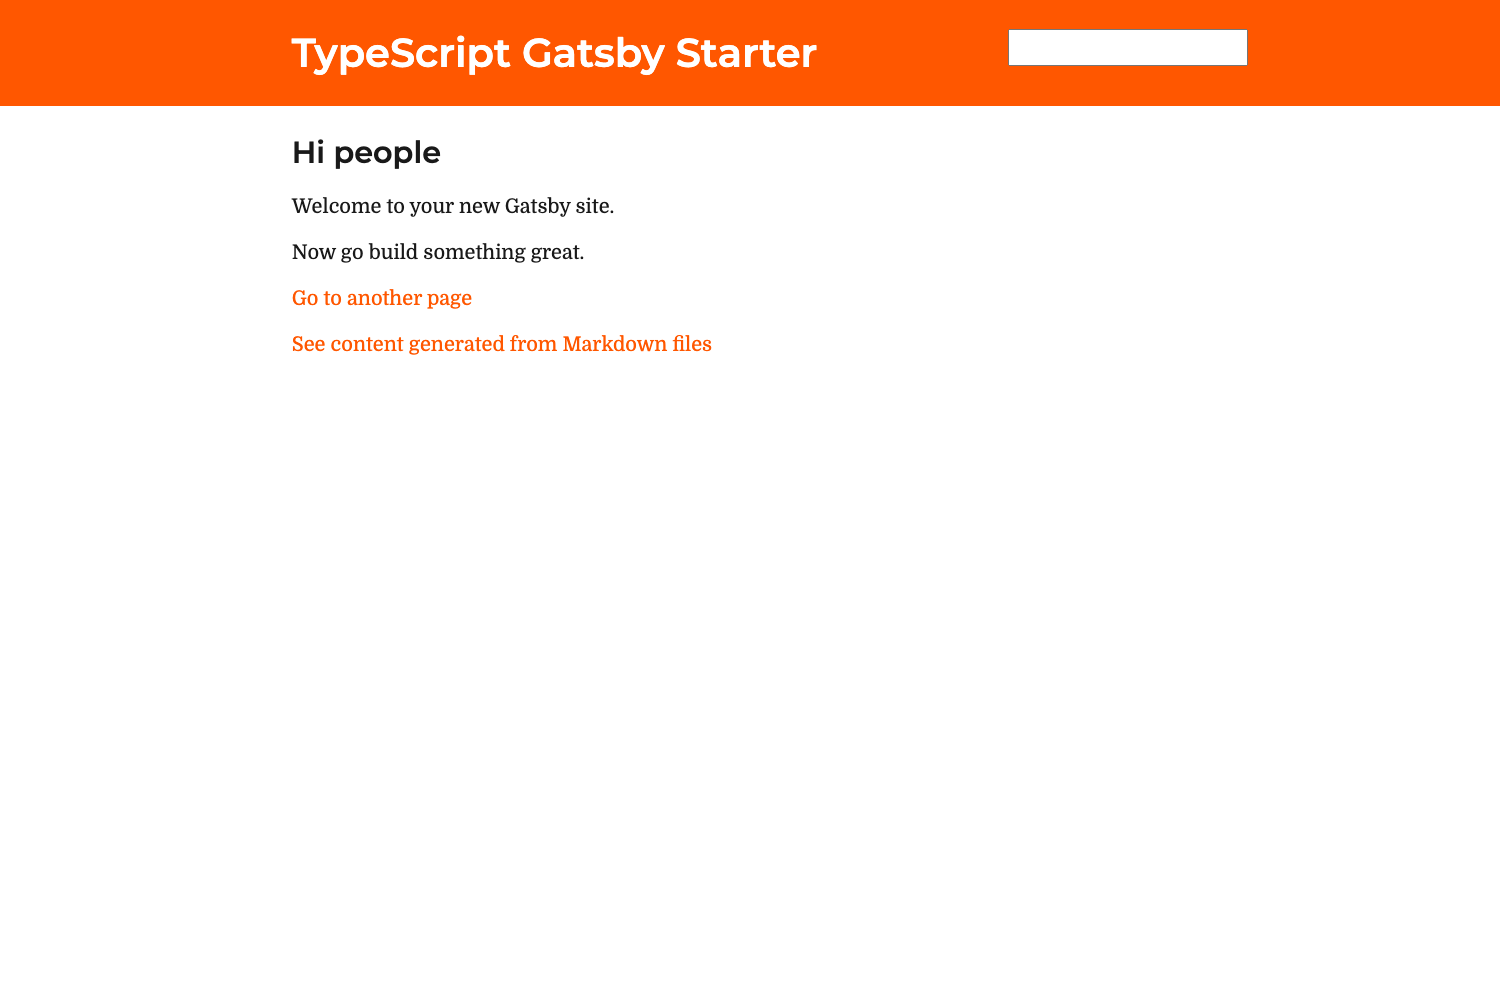 TypeScript Gatsby Starter
Hi people
Welcome to your new Gatsby site.
Now go build something great.
Go to another page
See content generated from Markdown files